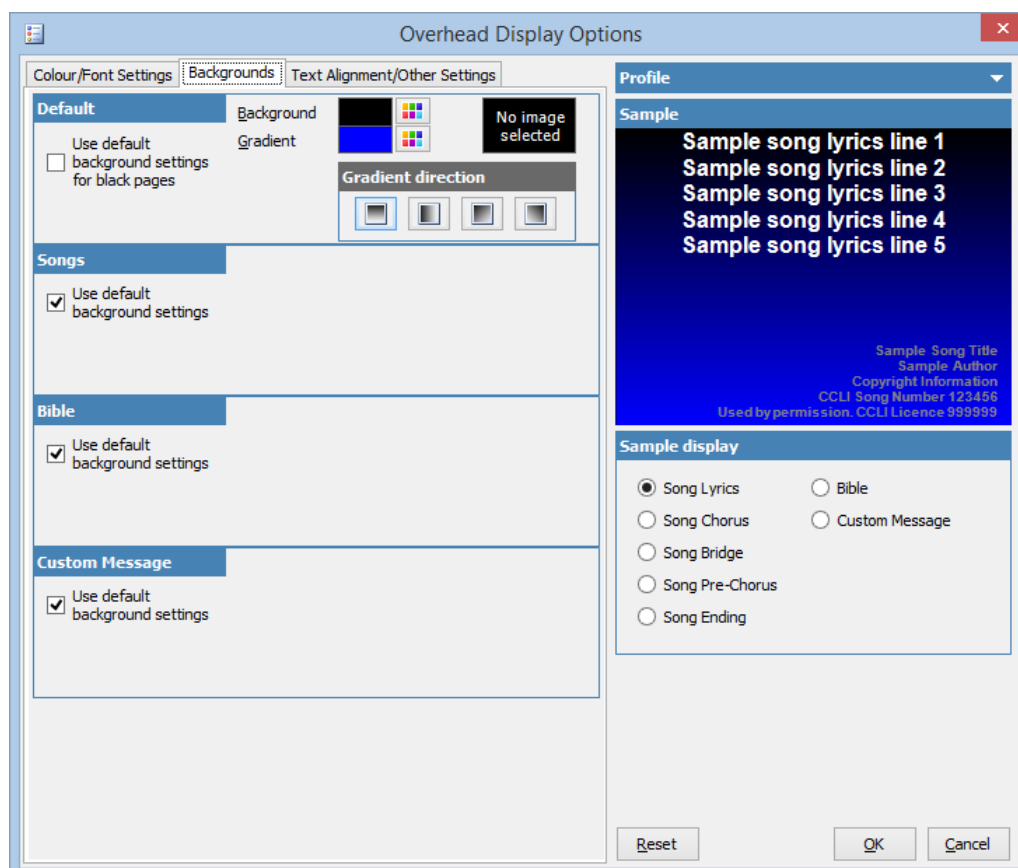 Overhead Display Options
Colour/Font Settings
Backgrounds
Text Alignment/Other Settings
Default
Use default
background settings
for black pages
Background
Gradient
No image
selected
Gradient direction
Songs
Use default
background settings
Bible
Use default
background settings
Custom Message
Use default
background settings
Profile
Sample
Sample song lyrics line 1
Sample song lyrics line 2
Sample song lyrics line 3
Sample song lyrics line 4
Sample song lyrics line 5
Sample Song Title
Sample Author
Copyright Information
CCLI Song Number 123456
Used by permission. CCLI Licence 999999
Sample display
Song Lyrics
Bible
Song Chorus
Custom Message
Song Bridge
Song Pre-Chorus
Song Ending
Reset
OK
Cancel